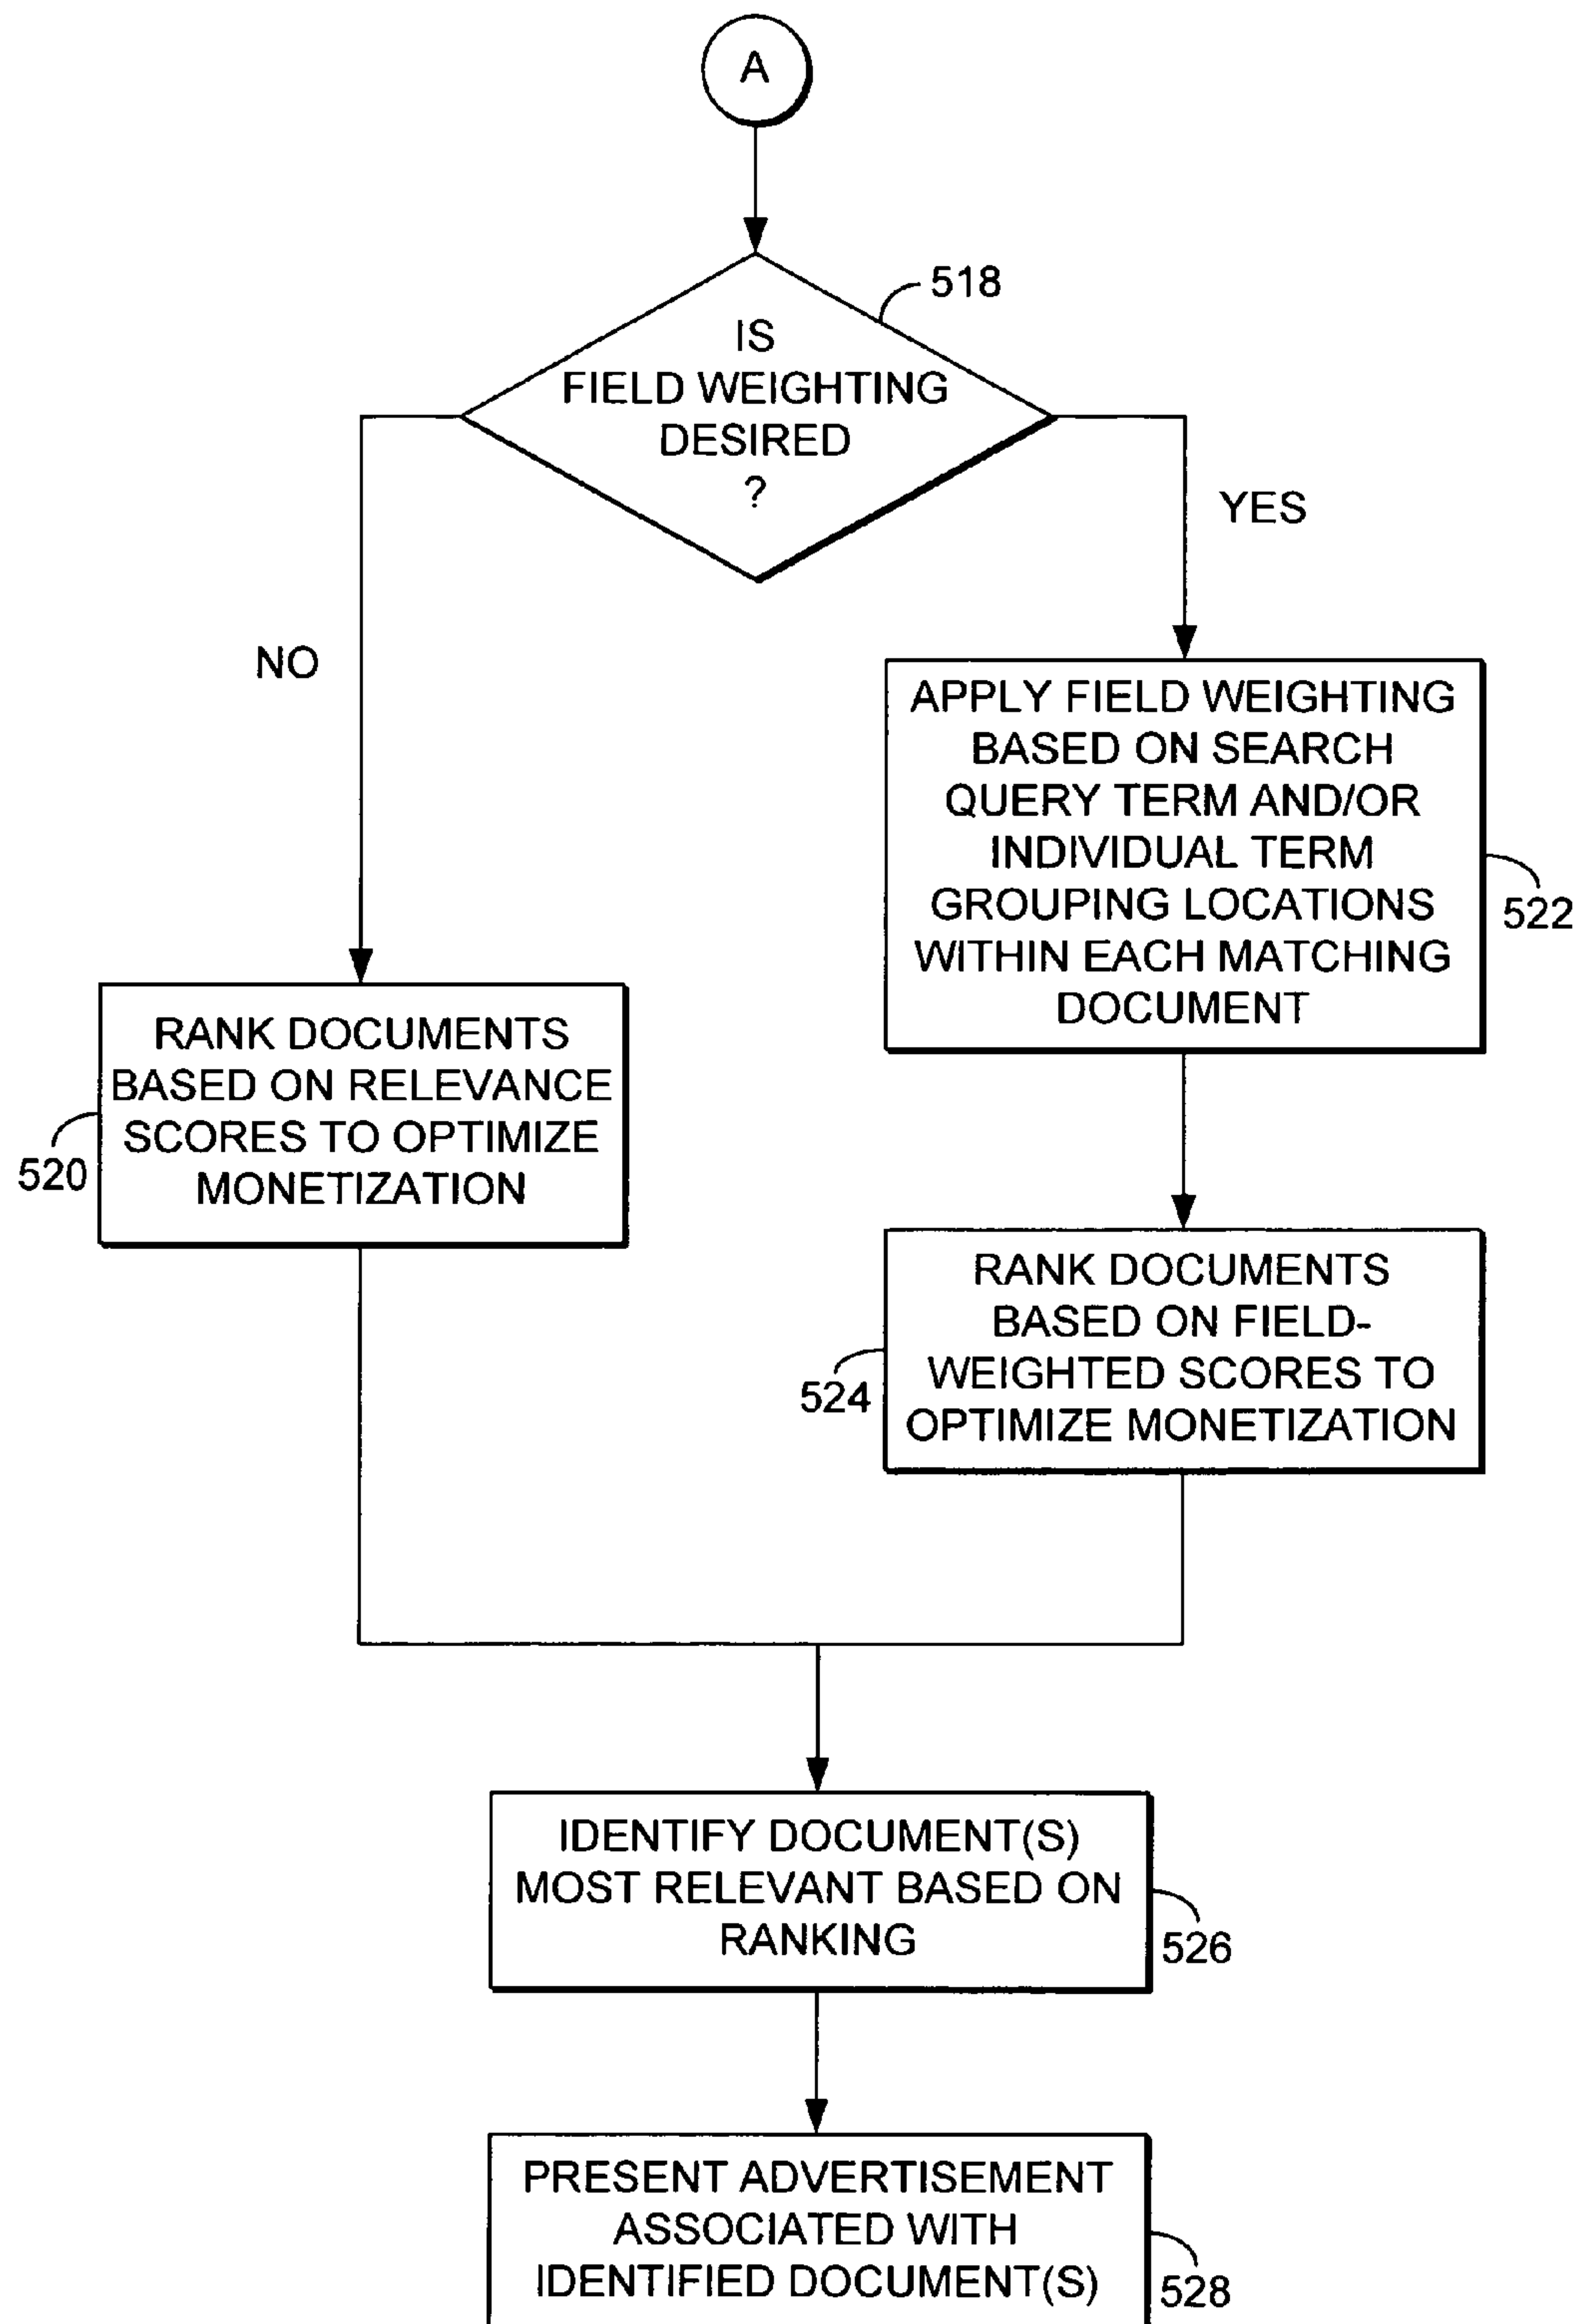 A
518
IS
FIELD WEIGHTING
DESIRED
?
YES
NO
APPLY FIELD WEIGHTING
BASED ON SEARCH
QUERY TERM AND/OR
INDIVIDUAL TERM
GROUPING LOCATIONS
WITHIN EACH MATCHING
DOCUMENT
522
RANK DOCUMENTS
BASED ON RELEVANCE
SCORES TO OPTIMIZE
MONETIZATION
520
RANK DOCUMENTS
BASED ON FIELD-
WEIGHTED SCORES TO
OPTIMIZE MONETIZATION
524
IDENTIFY DOCUMENT(S)
MOST RELEVANT BASED ON
RANKING
526
PRESENT ADVERTISEMENT
ASSOCIATED WITH
IDENTIFIED DOCUMENT(S)
528